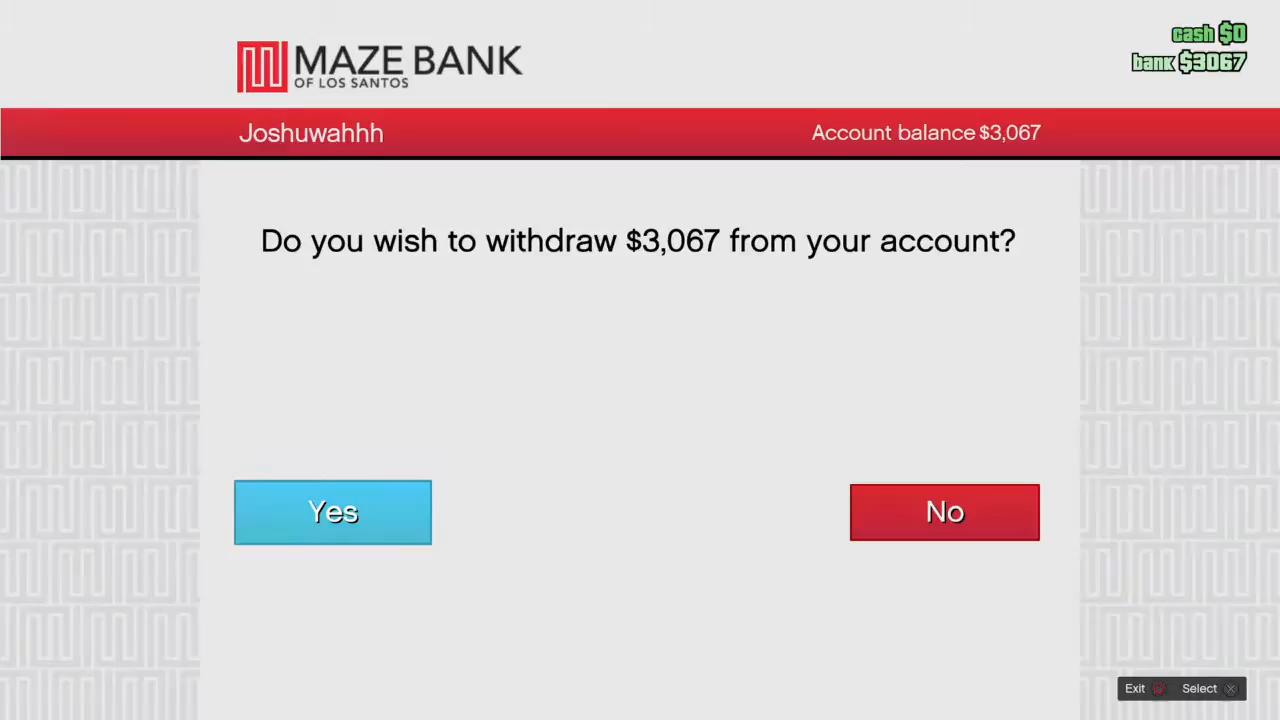 MAZE BANK
OF LOS SANTOS
cash $0
bank $3067
Joshuwahhh
Account balance $3,067
Do you wish to withdraw $3,067 from your account?
Yes
No
Exit
Select